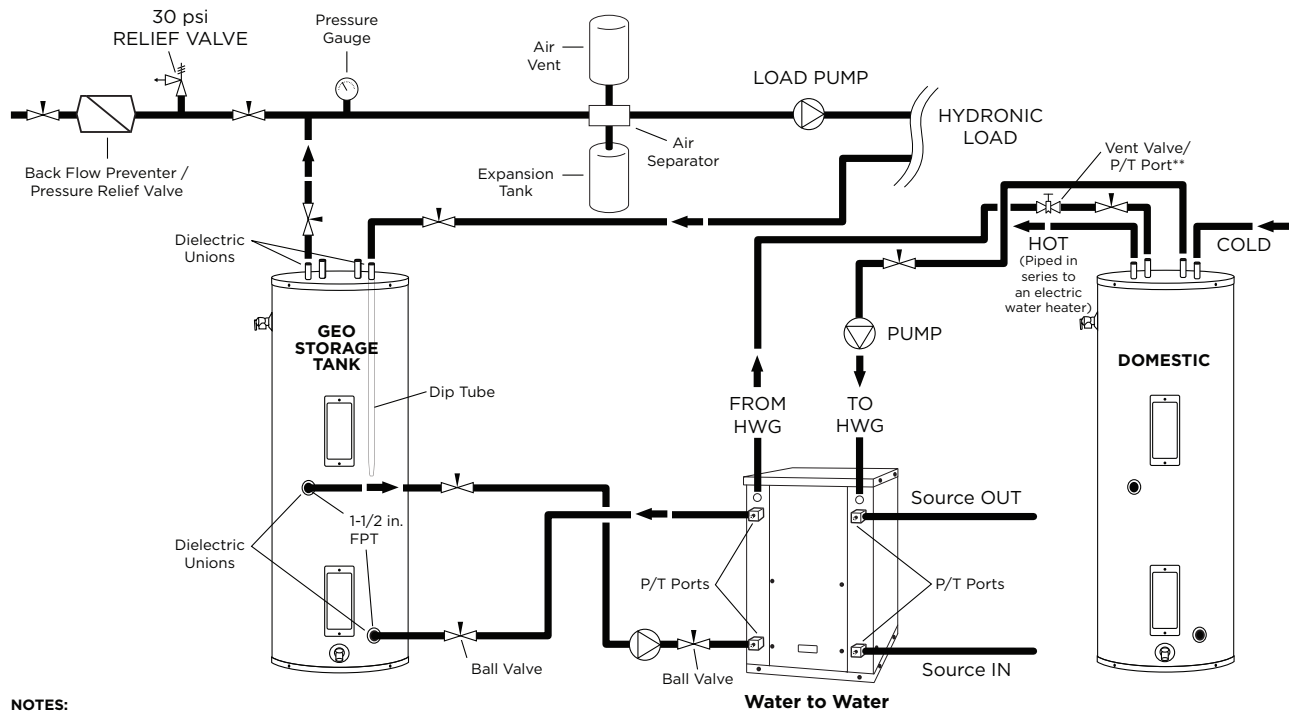 30 psi
RELIEF VALVE
Pressure
Gauge
Air
Vent
LOAD PUMP
HYDRONIC
LOAD
Vent Valve/
P/T Port**
Back Flow Preventer /
Pressure Relief Valve
Air
Separator
Expansion
Tank
Dielectric
Unions
HOT
(Piped in
series to
an electric
water heater)
COLD
GEO
STORAGE
TANK
PUMP
DOMESTIC
Dip Tube
FROM
HWG
TO
HWG
Source OUT
1-1/2 in.
FPT
Dielectric
Unions
P/T Ports
P/T Ports
Ball Valve
Ball Valve
Source IN
Water to Water
NOTES: